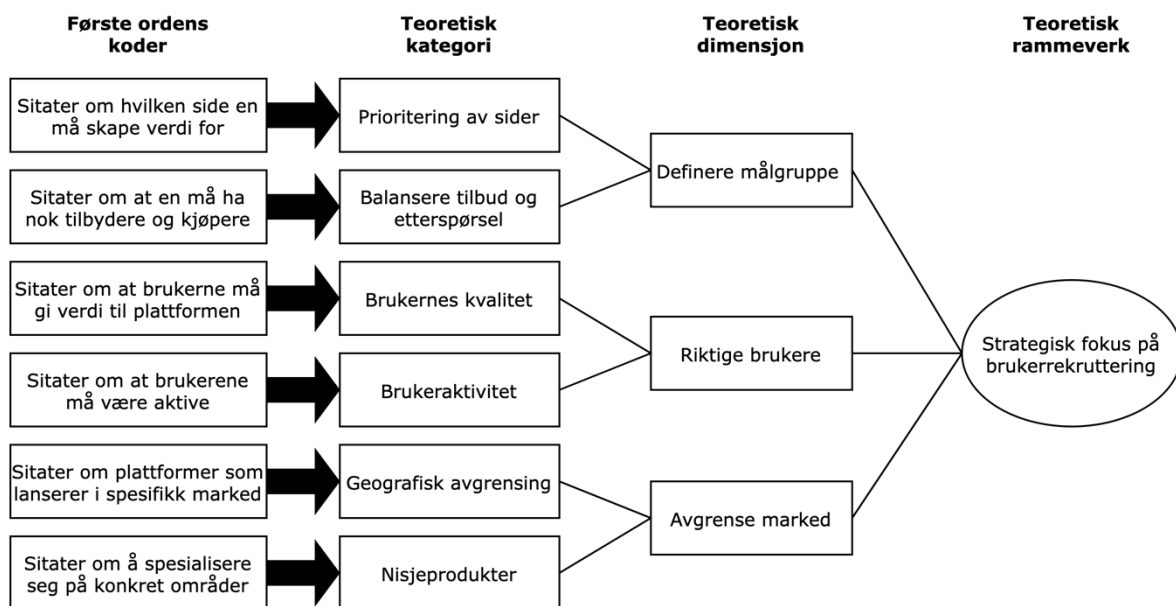 Første ordens
koder
Teoretisk
kategori
Teoretisk
dimensjon
Teoretisk
rammeverk
Sitater om hvilken side en
må skape verdi for
Prioritering av sider
Sitater om at en må ha
nok tilbydere og kjøpere
Balansere tilbud og
etterspørsel
Definere målgruppe
Sitater om at brukerne må
gi verdi til plattformen
Brukernes kvalitet
Sitater om at brukerene
må være aktive
Brukeraktivitet
Riktige brukere
Strategisk fokus på
brukerrekruttering
Sitater om plattformer som
lanserer i spesifikk marked
Geografisk avgrensing
Sitater om å spesialisere
seg på konkret områder
Nisjeprodukter
Avgrense marked